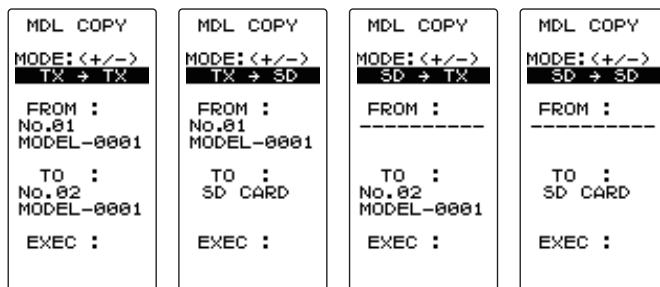 MDL COPY
MODE:(+/-)
TX → TX
FROM :
No.01
MODEL-0001
TO :
No.02
MODEL-0001
EXEC :
MDL COPY
MODE:(+/-)
TX → SD
FROM :
No.01
MODEL-0001
TO :
SD CARD
EXEC :
MDL COPY
MODE:(+/-)
SD → TX
FROM :
----------
TO :
No.02
MODEL-0001
EXEC :
MDL COPY
MODE:(+/-)
SD → SD
FROM :
----------
TO :
SD CARD
EXEC :